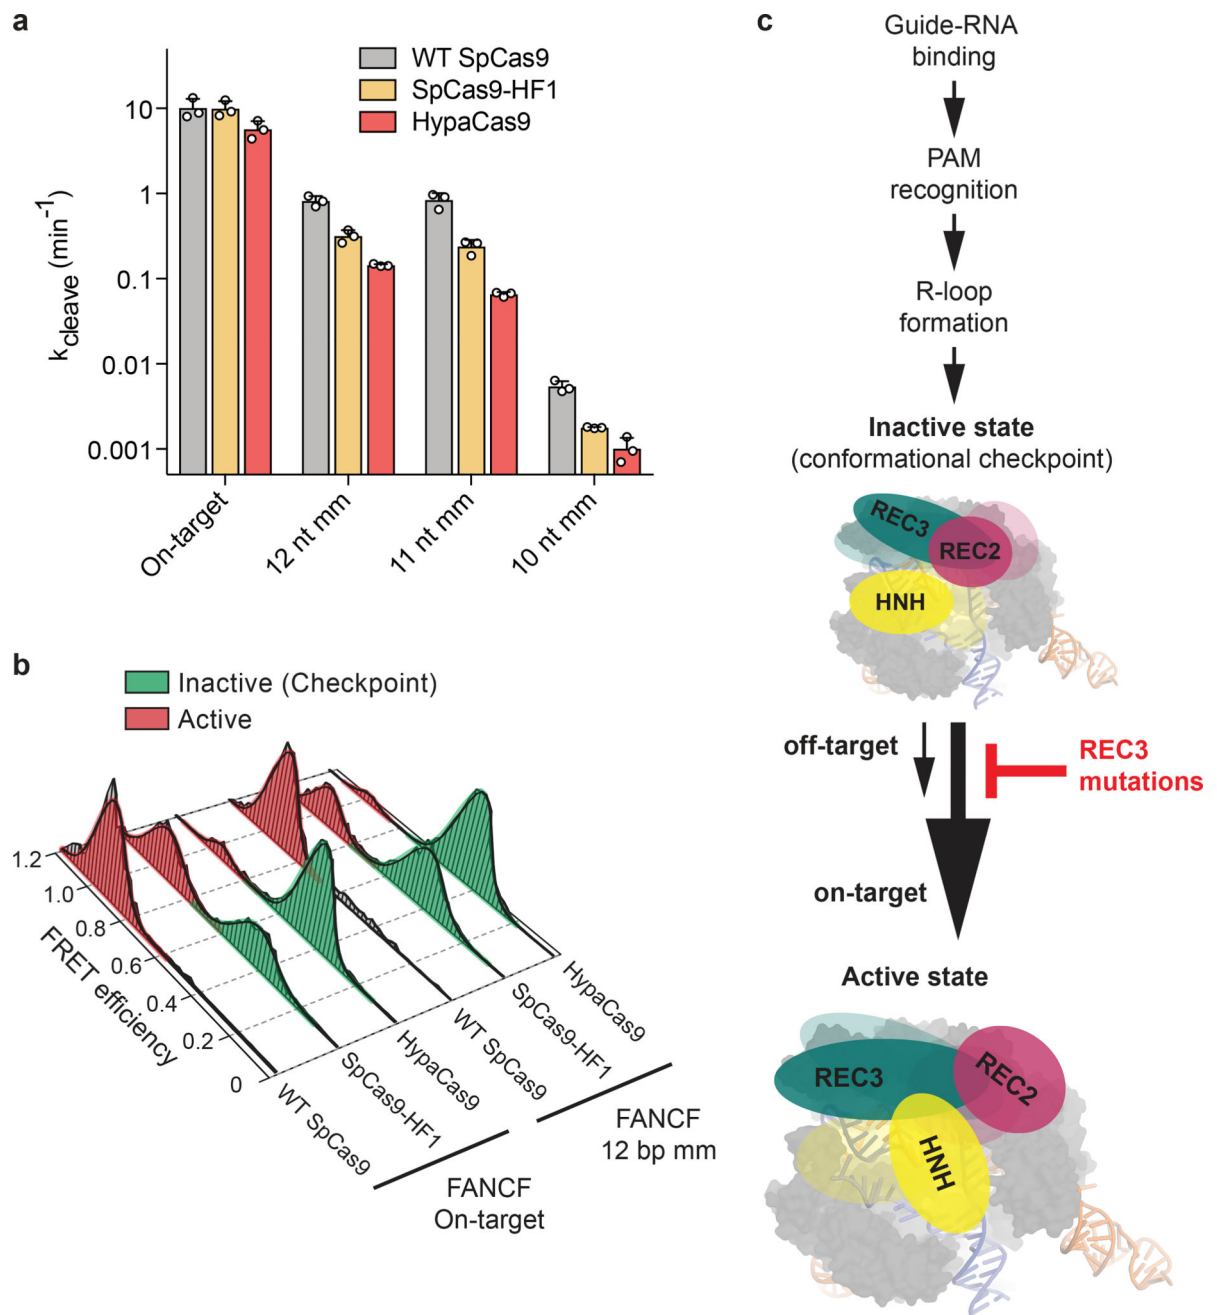 a
WT SpCas9
SpCas9-HF1
HypaCas9
10
1
0.1
0.01
0.001
k_cleave (min⁻¹)
On-target
12 nt mm
11 nt mm
10 nt mm
b
Inactive (Checkpoint)
Active
1.2
1.0
0.8
0.6
0.4
0.2
0
FRET efficiency
WT SpCas9
SpCas9-HF1
HypaCas9
WT SpCas9
SpCas9-HF1
HypaCas9
FANCF
On-target
FANCF
12 bp mm
c
Guide-RNA
binding
PAM
recognition
R-loop
formation
Inactive state
(conformational checkpoint)
REC3
REC2
HNH
off-target
REC3
mutations
on-target
Active state
REC3
REC2
HNH